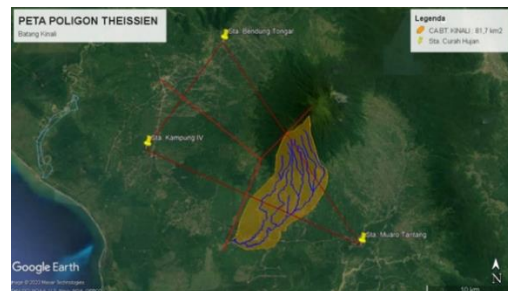 PETA POLIGON THEISSIEN
Batang Kinali
Legenda
CABT. KINALI : 81,7 km2
Sta. Curah Hujan
Sta. Bendung Tongar
Sta. Kampung IV
Sta. Muaro Tantang
Google Earth
N
10 km